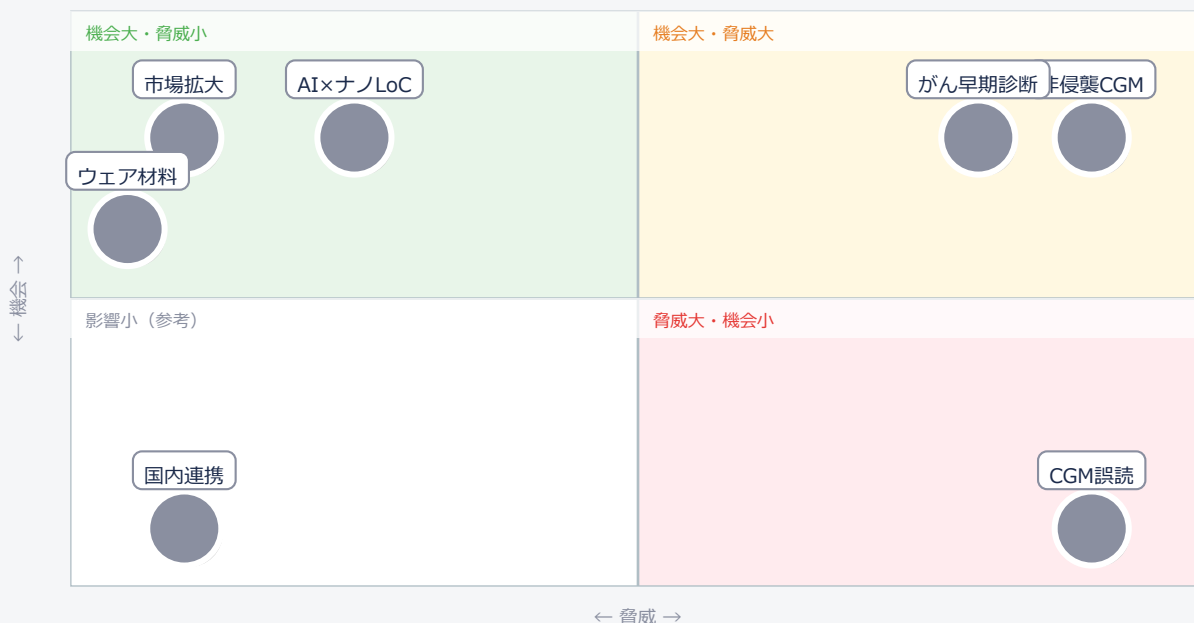 機会大・脅威小
機会大・脅威大
市場拡大
AI×ナノLoC
がん早期診断
侵襲CGM
ウェア材料
← 機会 →
影響小（参考）
脅威大・機会小
国内連携
CGM誤読
← 脅威 →